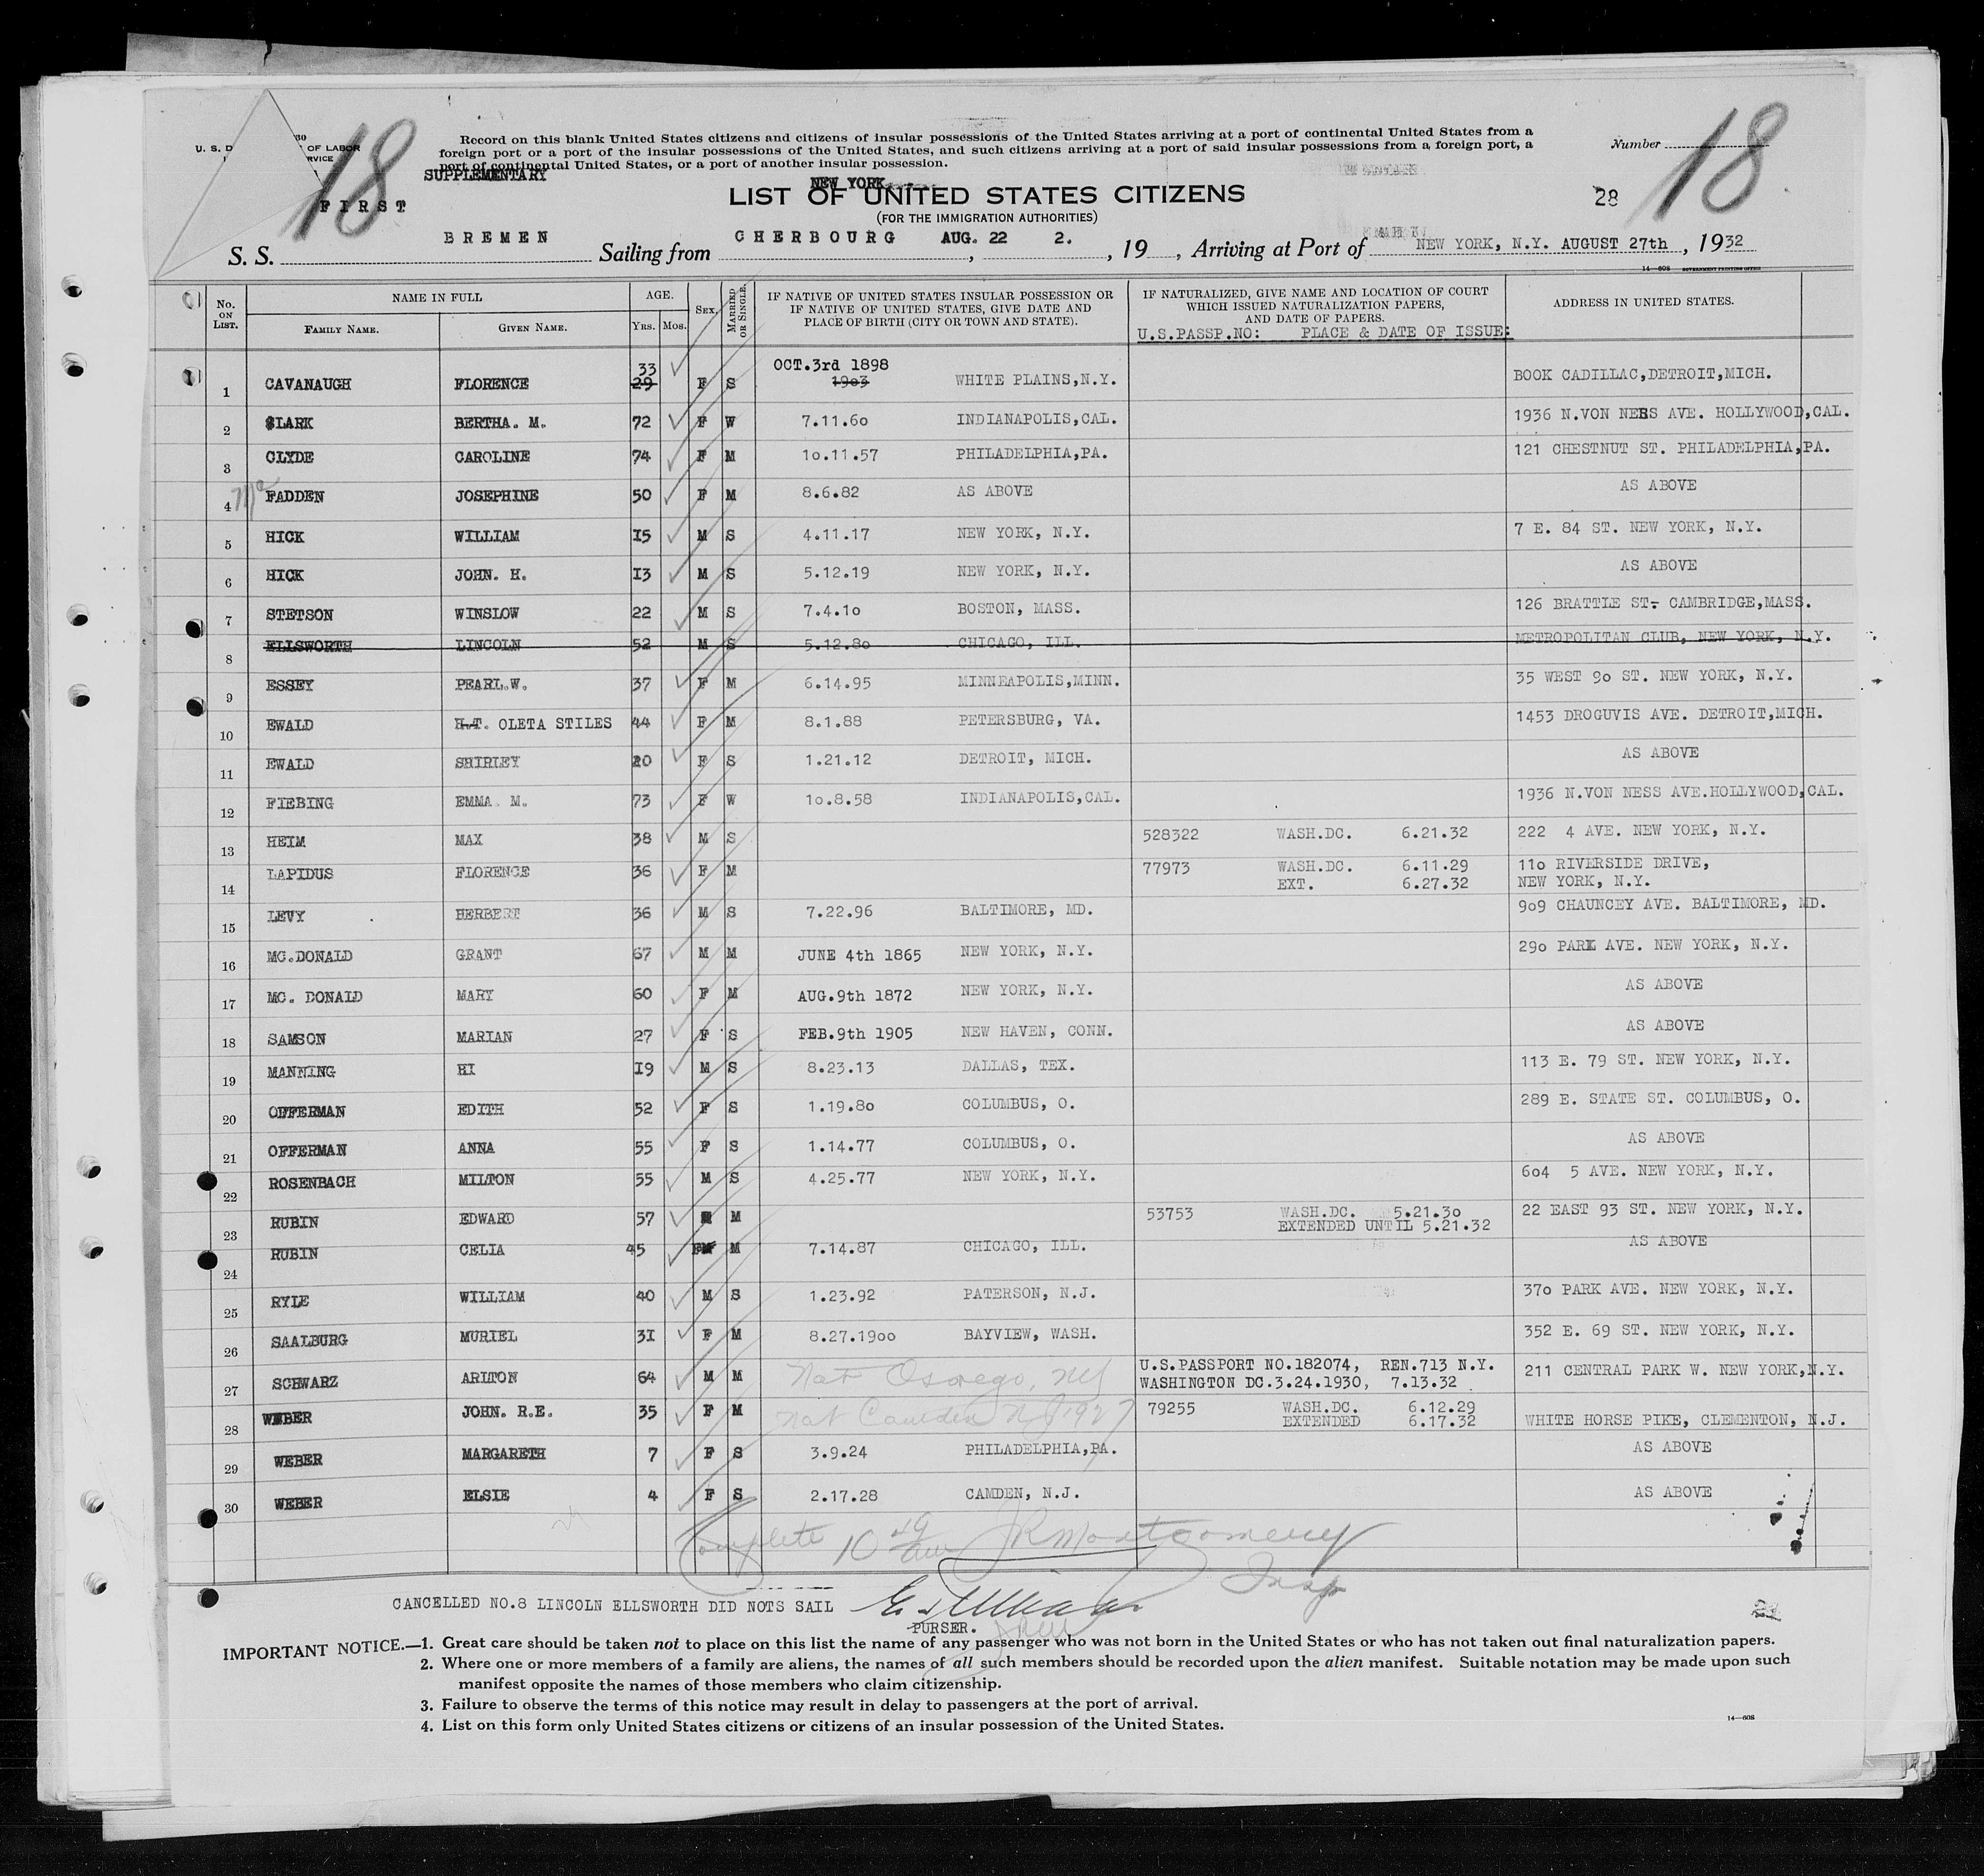 18
30
U. S. D OF LABOR
RVICE
Record on this blank United States citizens and citizens of insular possessions of the United States arriving at a port of continental United States from a
foreign port or a port of the insular possessions of the United States, and such citizens arriving at a port of said insular possessions from a foreign port, a
port of continental United States, or a port of another insular possession.
Number 18
SUPPLEMENTARY
NEW YORK
FIRST
LIST OF UNITED STATES CITIZENS
28
(FOR THE IMMIGRATION AUTHORITIES)
S. S. BREMEN Sailing from CHERBOURG AUG. 22 2. , 19 , Arriving at Port of NEW YORK, N.Y. AUGUST 27th, 1932
14—608 GOVERNMENT PRINTING OFFICE
No. ON LIST. NAME IN FULL FAMILY NAME. GIVEN NAME. AGE. YRS. MOS. SEX. MARRIED OR SINGLE.
IF NATIVE OF UNITED STATES INSULAR POSSESSION OR
IF NATIVE OF UNITED STATES, GIVE DATE AND
PLACE OF BIRTH (CITY OR TOWN AND STATE).
IF NATURALIZED, GIVE NAME AND LOCATION OF COURT
WHICH ISSUED NATURALIZATION PAPERS,
AND DATE OF PAPERS.
U.S.PASSP.NO: PLACE & DATE OF ISSUE:
ADDRESS IN UNITED STATES.
33 OCT.3rd 1898
1 CAVANAUGH FLORENCE 29 F S 1903 WHITE PLAINS,N.Y. BOOK CADILLAC,DETROIT,MICH.
2 SLARK BERTHA. M. 72 F W 7.11.60 INDIANAPOLIS,CAL. 1936 N.VON NESS AVE. HOLLYWOOD,CAL.
3 CLYDE CAROLINE 74 F M 10.11.57 PHILADELPHIA,PA. 121 CHESTNUT ST. PHILADELPHIA,PA.
4 FADDEN JOSEPHINE 50 F M 8.6.82 AS ABOVE AS ABOVE
5 HICK WILLIAM I5 M S 4.11.17 NEW YORK, N.Y. 7 E. 84 ST. NEW YORK, N.Y.
6 HICK JOHN. H. I3 M S 5.12.19 NEW YORK, N.Y. AS ABOVE
7 STETSON WINSLOW 22 M S 7.4.10 BOSTON, MASS. 126 BRATTLE ST. CAMBRIDGE,MASS.
8 ELLSWORTH LINCOLN 52 M S 5.12.80 CHICAGO, ILL. METROPOLITAN CLUB, NEW YORK, N.Y.
9 ESSEY PEARL.W. 37 F M 6.14.95 MINNEAPOLIS,MINN. 35 WEST 90 ST. NEW YORK, N.Y.
10 EWALD H.T. OLETA STILES 44 F M 8.1.88 PETERSBURG, VA. 1453 DROGUVIS AVE. DETROIT,MICH.
11 EWALD SHIRLEY 20 F S 1.21.12 DETROIT, MICH. AS ABOVE
12 FIEBING EMMA. M. 73 F W 10.8.58 INDIANAPOLIS,CAL. 1936 N.VON NESS AVE.HOLLYWOOD,CAL.
13 HEIM MAX 38 M S 528322 WASH.DC. 6.21.32 222 4 AVE. NEW YORK, N.Y.
14 LAPIDUS FLORENCE 36 F M 77973 WASH.DC. 6.11.29 110 RIVERSIDE DRIVE,
EXT. 6.27.32 NEW YORK, N.Y.
15 LEVY HERBERT 36 M S 7.22.96 BALTIMORE, MD. 909 CHAUNCEY AVE. BALTIMORE, MD.
16 MC.DONALD GRANT 67 M M JUNE 4th 1865 NEW YORK, N.Y. 290 PARK AVE. NEW YORK, N.Y.
17 MC. DONALD MARY 60 F M AUG.9th 1872 NEW YORK, N.Y. AS ABOVE
18 SAMSON MARIAN 27 F S FEB.9th 1905 NEW HAVEN, CONN. AS ABOVE
19 MANNING HI I9 M S 8.23.13 DALLAS, TEX. 113 E. 79 ST. NEW YORK, N.Y.
20 OFFERMAN EDITH 52 F S 1.19.80 COLUMBUS, O. 289 E. STATE ST. COLUMBUS, O.
21 OFFERMAN ANNA 55 F S 1.14.77 COLUMBUS, O. AS ABOVE
22 ROSENBACH MILTON 55 M S 4.25.77 NEW YORK, N.Y. 604 5 AVE. NEW YORK, N.Y.
23 RUBIN EDWARD 57 M 53753 WASH.DC. 5.21.30 22 EAST 93 ST. NEW YORK, N.Y.
EXTENDED UNTIL 5.21.32
24 RUBIN CELIA 45 F M 7.14.87 CHICAGO, ILL. AS ABOVE
25 RYLE WILLIAM 40 M S 1.23.92 PATERSON, N.J. 370 PARK AVE. NEW YORK, N.Y.
26 SAALBURG MURIEL 3I F M 8.27.1900 BAYVIEW, WASH. 352 E. 69 ST. NEW YORK, N.Y.
27 SCHWARZ ARLTON 64 M M Nat Oswego, NY U.S.PASSPORT NO.182074, REN.713 N.Y. 211 CENTRAL PARK W. NEW YORK,N.Y.
WASHINGTON DC.3.24.1930, 7.13.32
28 WEBER JOHN. R.E. 35 F M Nat Camden NJ 1927 79255 WASH.DC. 6.12.29
EXTENDED 6.17.32 WHITE HORSE PIKE, CLEMENTON, N.J.
29 WEBER MARGARETH 7 F S 3.9.24 PHILADELPHIA,PA. AS ABOVE
30 WEBER ELSIE 4 F S 2.17.28 CAMDEN, N.J. AS ABOVE
Complete 10 49 am JR Montgomery
Insp
CANCELLED NO.8 LINCOLN ELLSWORTH DID NOTS SAIL
PURSER.
IMPORTANT NOTICE.—1. Great care should be taken not to place on this list the name of any passenger who was not born in the United States or who has not taken out final naturalization papers.
2. Where one or more members of a family are aliens, the names of all such members should be recorded upon the alien manifest. Suitable notation may be made upon such
manifest opposite the names of those members who claim citizenship.
3. Failure to observe the terms of this notice may result in delay to passengers at the port of arrival.
4. List on this form only United States citizens or citizens of an insular possession of the United States.
14—608